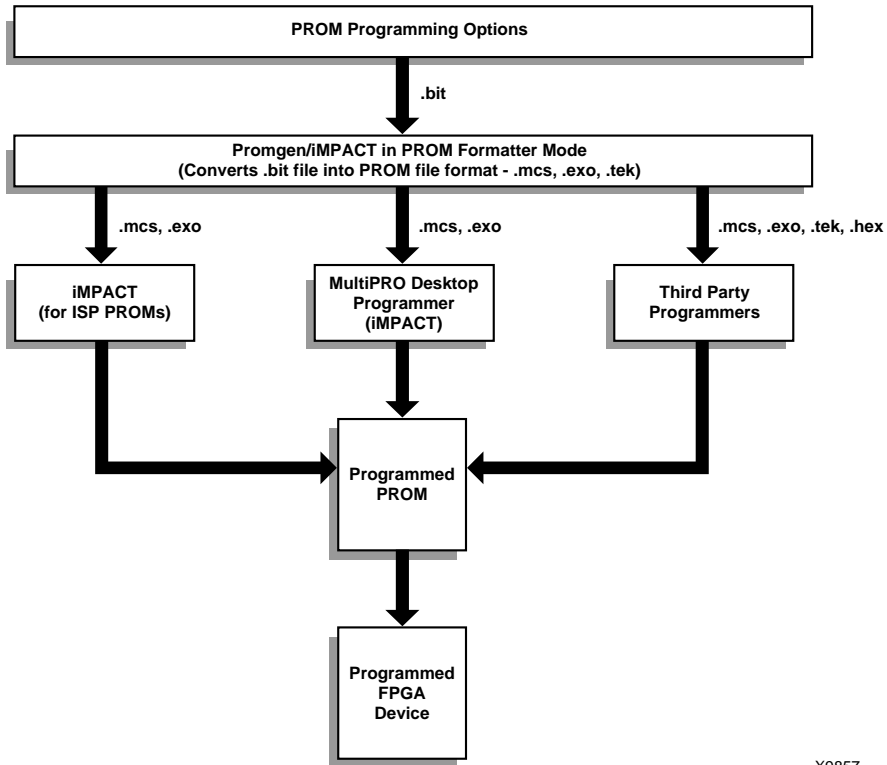 PROM Programming Options
.bit
Promgen/iMPACT in PROM Formatter Mode
(Converts .bit file into PROM file format - .mcs, .exo, .tek)
.mcs, .exo
.mcs, .exo
.mcs, .exo, .tek, .hex
iMPACT
(for ISP PROMs)
MultiPRO Desktop
Programmer
(iMPACT)
Third Party
Programmers
Programmed
PROM
Programmed
FPGA
Device